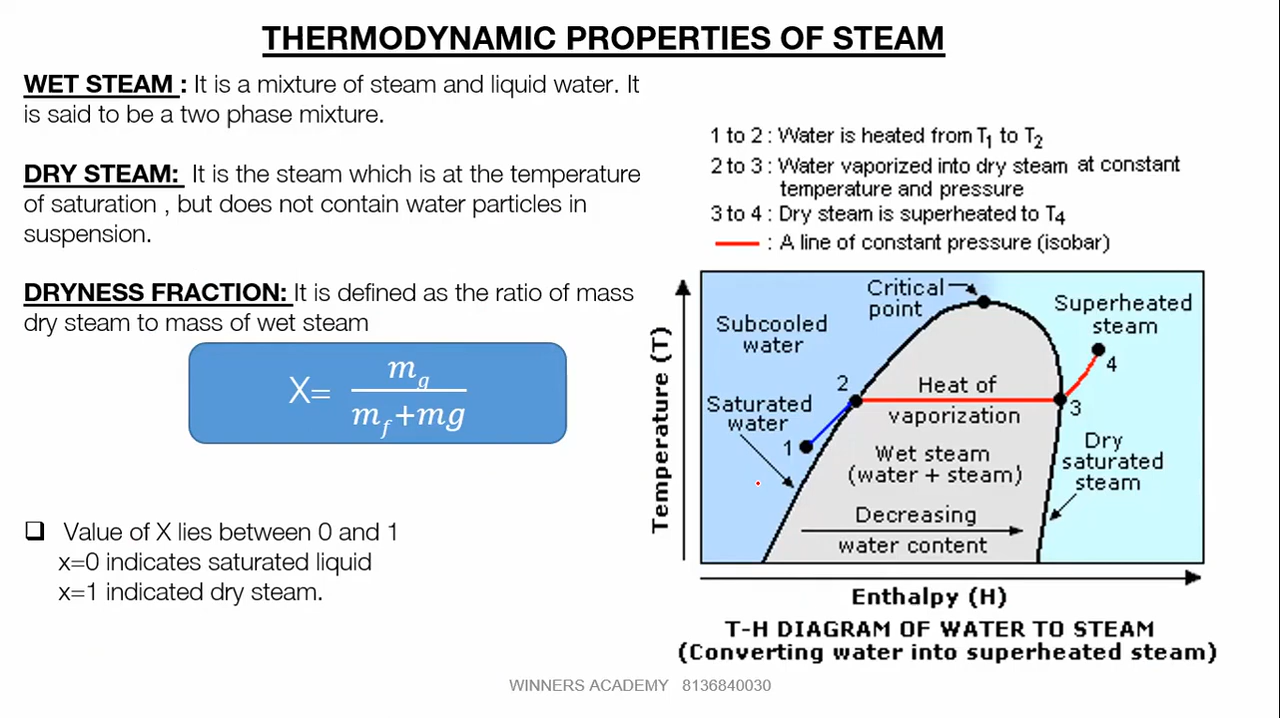 THERMODYNAMIC PROPERTIES OF STEAM
WET STEAM : It is a mixture of steam and liquid water. It
is said to be a two phase mixture.
DRY STEAM: It is the steam which is at the temperature
of saturation , but does not contain water particles in
suspension.
DRYNESS FRACTION: It is defined as the ratio of mass
dry steam to mass of wet steam
X= m_g / m_f+mg
❑ Value of X lies between 0 and 1
x=0 indicates saturated liquid
x=1 indicated dry steam.
1 to 2 : Water is heated from T₁ to T₂
2 to 3 : Water vaporized into dry steam at constant
temperature and pressure
3 to 4 : Dry steam is superheated to T₄
: A line of constant pressure (isobar)
Temperature (T)
Critical
point
Superheated
steam
Subcooled
water
4
2
Heat of
vaporization
3
Saturated
water
1
Wet steam
(water + steam)
Dry
saturated
steam
Decreasing
water content
Enthalpy (H)
T-H DIAGRAM OF WATER TO STEAM
(Converting water into superheated steam)
WINNERS ACADEMY 8136840030